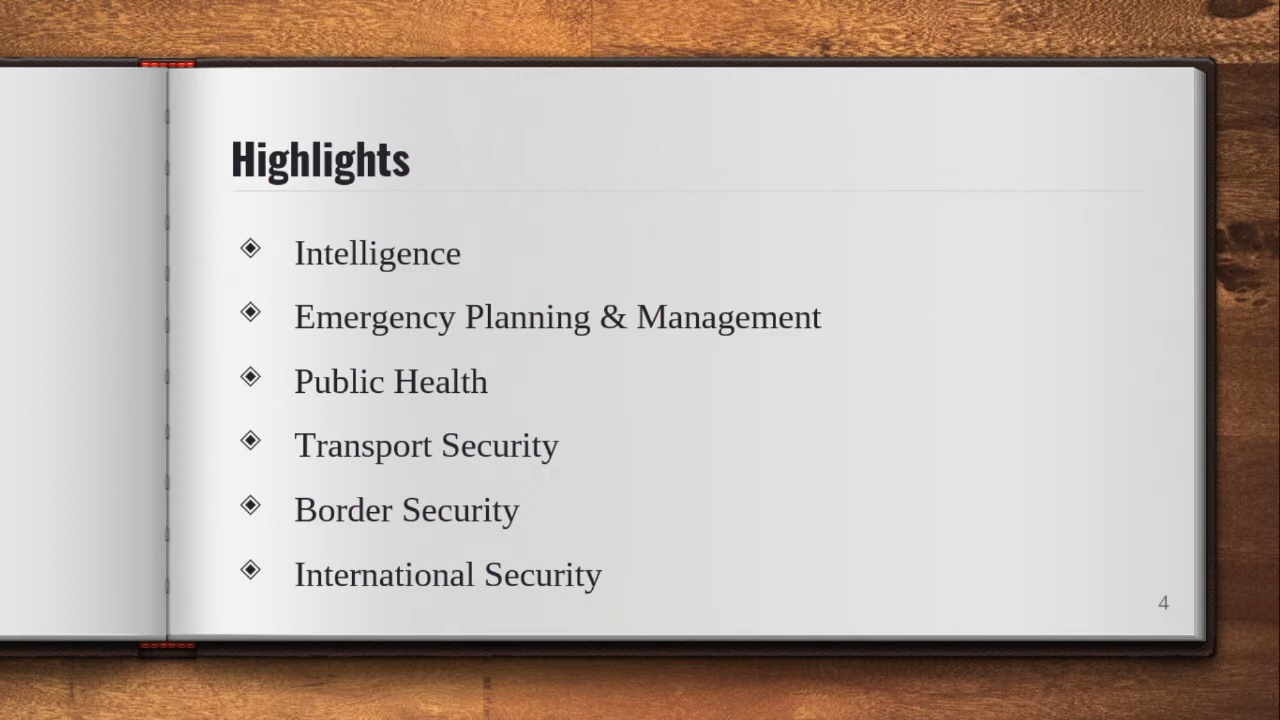 Highlights
Intelligence
Emergency Planning & Management
Public Health
Transport Security
Border Security
International Security
4